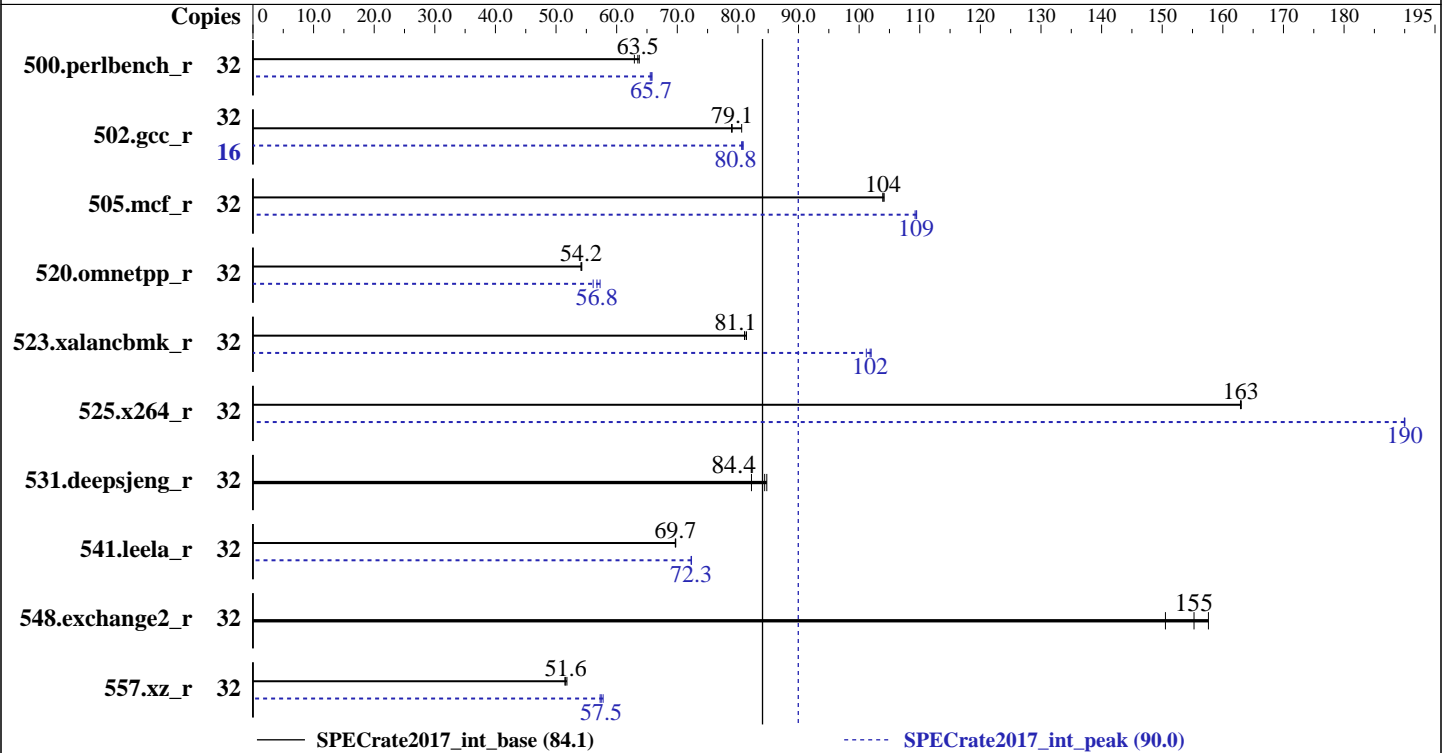 Copies 0 10.0 20.0 30.0 40.0 50.0 60.0 70.0 80.0 90.0 100 110 120 130 140 150 160 170 180 195
63.5
500.perlbench_r 32
65.7
32 79.1
502.gcc_r
16 80.8
104
505.mcf_r 32
109
54.2
520.omnetpp_r 32
56.8
81.1
523.xalancbmk_r 32
102
163
525.x264_r 32
190
84.4
531.deepsjeng_r 32
69.7
541.leela_r 32
72.3
155
548.exchange2_r 32
51.6
557.xz_r 32
57.5
SPECrate2017_int_base (84.1) SPECrate2017_int_peak (90.0)